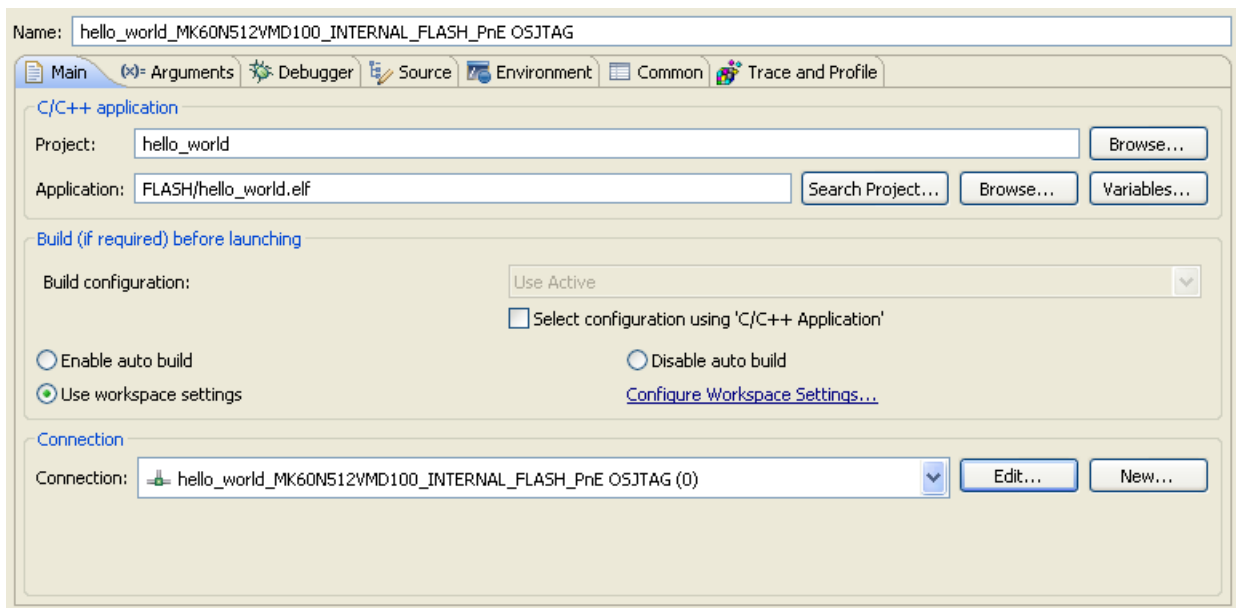 Name: hello_world_MK60N512VMD100_INTERNAL_FLASH_PnE OSJTAG
Main (x)= Arguments Debugger Source Environment Common Trace and Profile
C/C++ application
Project: hello_world Browse...
Application: FLASH/hello_world.elf Search Project... Browse... Variables...
Build (if required) before launching
Build configuration: Use Active
Select configuration using 'C/C++ Application'
Enable auto build Disable auto build
Use workspace settings Configure Workspace Settings...
Connection
Connection: hello_world_MK60N512VMD100_INTERNAL_FLASH_PnE OSJTAG (0) Edit... New...